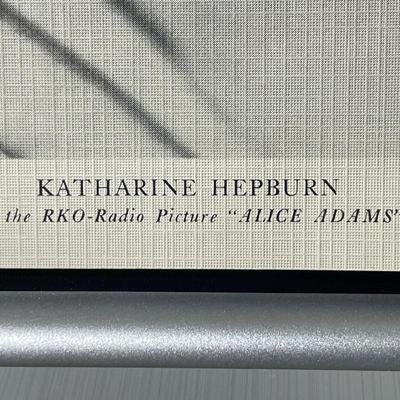 KATHARINE HEPBURN
the RKO-Radio Picture "ALICE ADAMS"